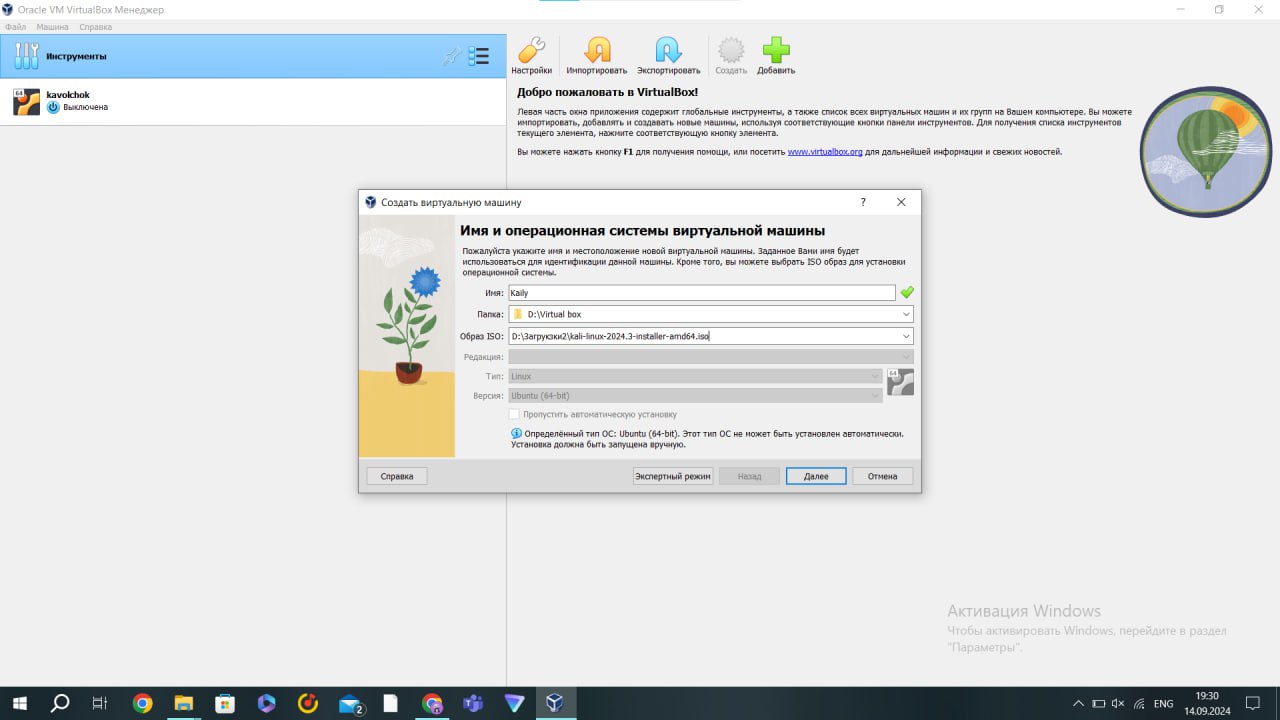 Oracle VM VirtualBox Менеджер
Файл Машина Справка
Инструменты
Настройки Импортировать Экспортировать Создать Добавить
64
kavolchok
Выключена
Добро пожаловать в VirtualBox!
Левая часть окна приложения содержит глобальные инструменты, а также список всех виртуальных машин и их групп на Вашем компьютере. Вы можете
импортировать, добавлять и создавать новые машины, используя соответствующие кнопки панели инструментов. Для получения списка инструментов
текущего элемента, нажмите соответствующую кнопку элемента.
Вы можете нажать кнопку F1 для получения помощи, или посетить www.virtualbox.org для дальнейшей информации и свежих новостей.
Создать виртуальную машину
?
Имя и операционная системы виртуальной машины
Пожалуйста укажите имя и местоположение новой виртуальной машины. Заданное Вами имя будет
использоваться для идентификации данной машины. Кроме того, вы можете выбрать ISO образ для установки
операционной системы.
Имя: Kaily
Папка: D:\Virtual box
Образ ISO: D:\Загрукзки2\kali-linux-2024.3-installer-amd64.iso
Редакция:
Тип: Linux
64
Версия: Ubuntu (64-bit)
Пропустить автоматическую установку
Определённый тип ОС: Ubuntu (64-bit). Этот тип ОС не может быть установлен автоматически.
Установка должна быть запущена вручную.
Справка Экспертный режим Назад Далее Отмена
Активация Windows
Чтобы активировать Windows, перейдите в раздел
"Параметры".
2
ENG
19:30
14.09.2024